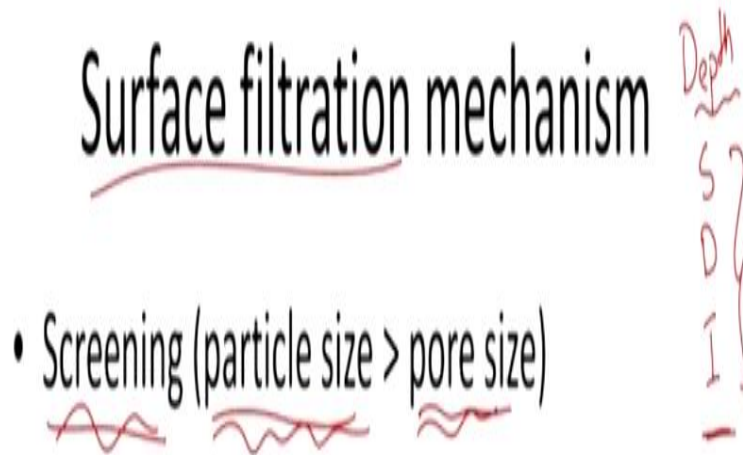 Surface filtration mechanism
• Screening (particle size > pore size)
Depth
S
D
I